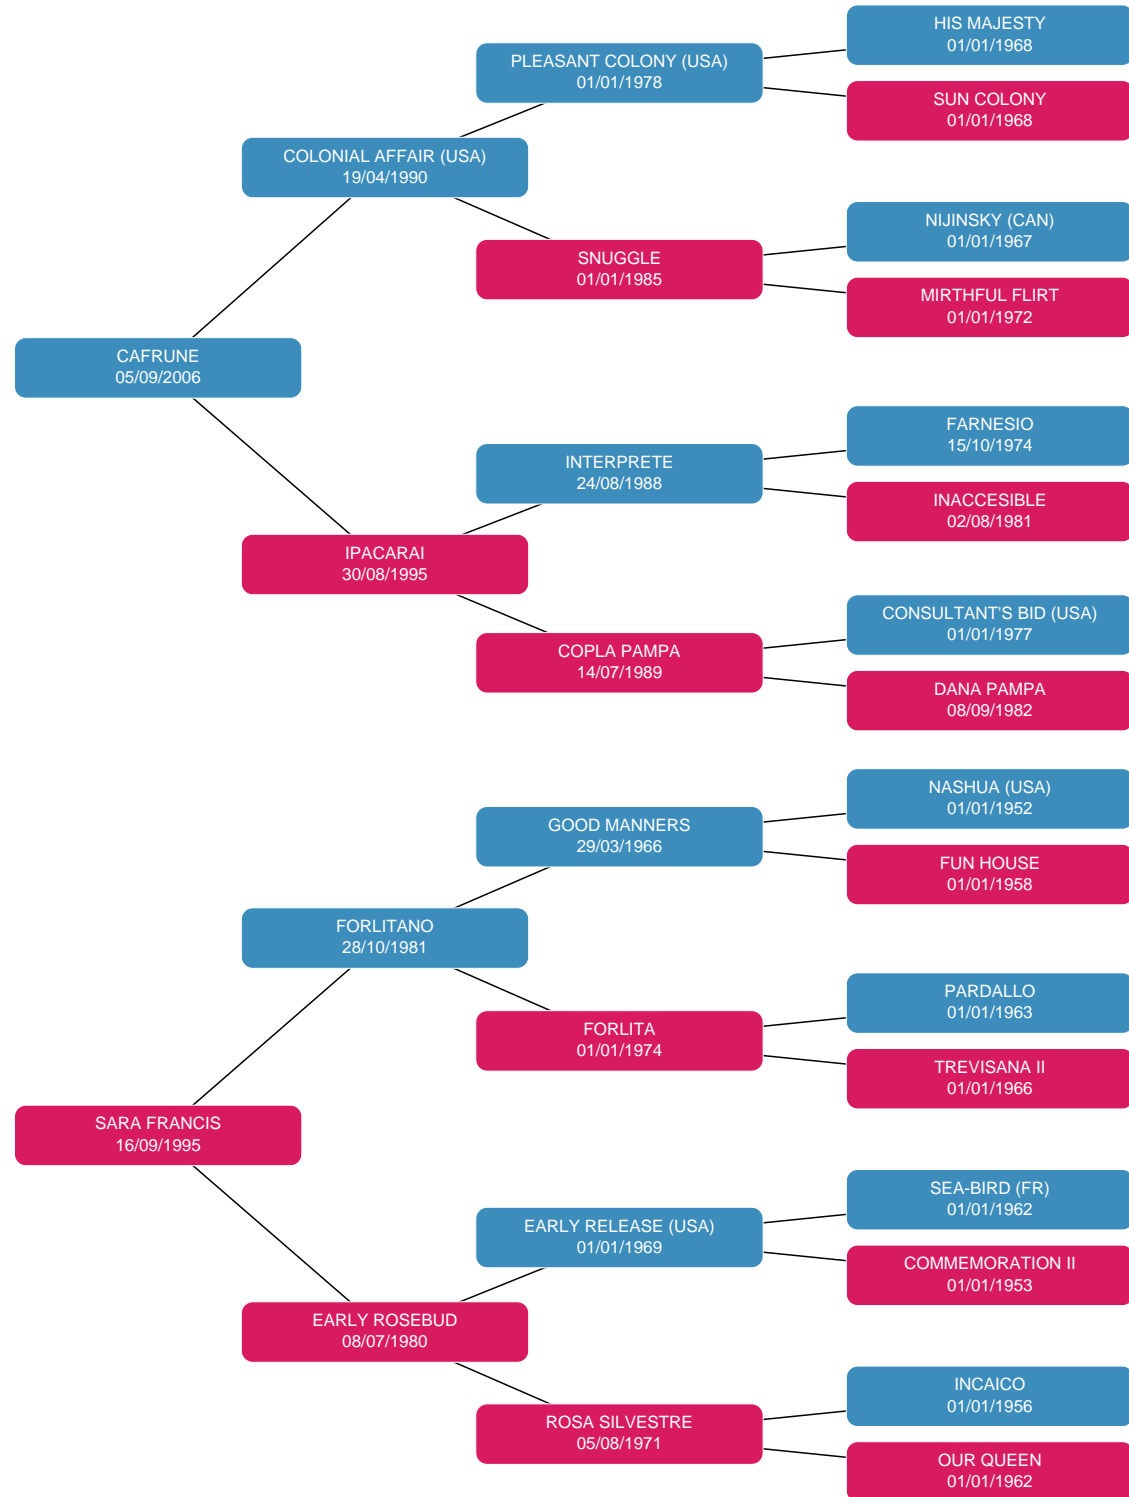 HIS MAJESTY
01/01/1968
PLEASANT COLONY (USA)
01/01/1978
SUN COLONY
01/01/1968
COLONIAL AFFAIR (USA)
19/04/1990
NIJINSKY (CAN)
01/01/1967
SNUGGLE
01/01/1985
MIRTHFUL FLIRT
01/01/1972
CAFRUNE
05/09/2006
FARNESIO
15/10/1974
INTERPRETE
24/08/1988
INACCESIBLE
02/08/1981
IPACARAI
30/08/1995
CONSULTANT'S BID (USA)
01/01/1977
COPLA PAMPA
14/07/1989
DANA PAMPA
08/09/1982
NASHUA (USA)
01/01/1952
GOOD MANNERS
29/03/1966
FUN HOUSE
01/01/1958
FORLITANO
28/10/1981
PARDALLO
01/01/1963
FORLITA
01/01/1974
TREVISANA II
01/01/1966
SARA FRANCIS
16/09/1995
SEA-BIRD (FR)
01/01/1962
EARLY RELEASE (USA)
01/01/1969
COMMEMORATION II
01/01/1953
EARLY ROSEBUD
08/07/1980
INCAICO
01/01/1956
ROSA SILVESTRE
05/08/1971
OUR QUEEN
01/01/1962